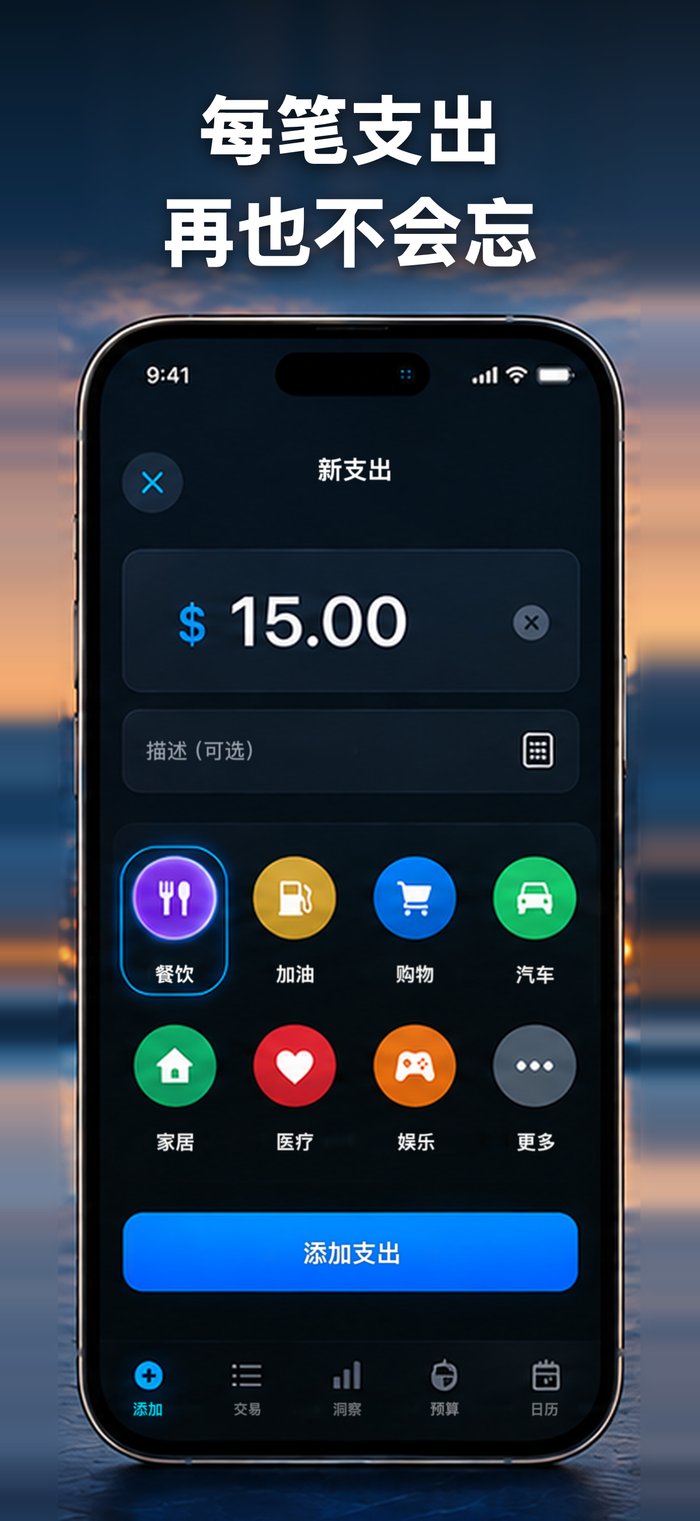 每笔支出
再也不会忘
9:41
新支出
$ 15.00
描述 (可选)
餐饮 加油 购物 汽车
家居 医疗 娱乐 更多
添加支出
添加 交易 洞察 预算 日历